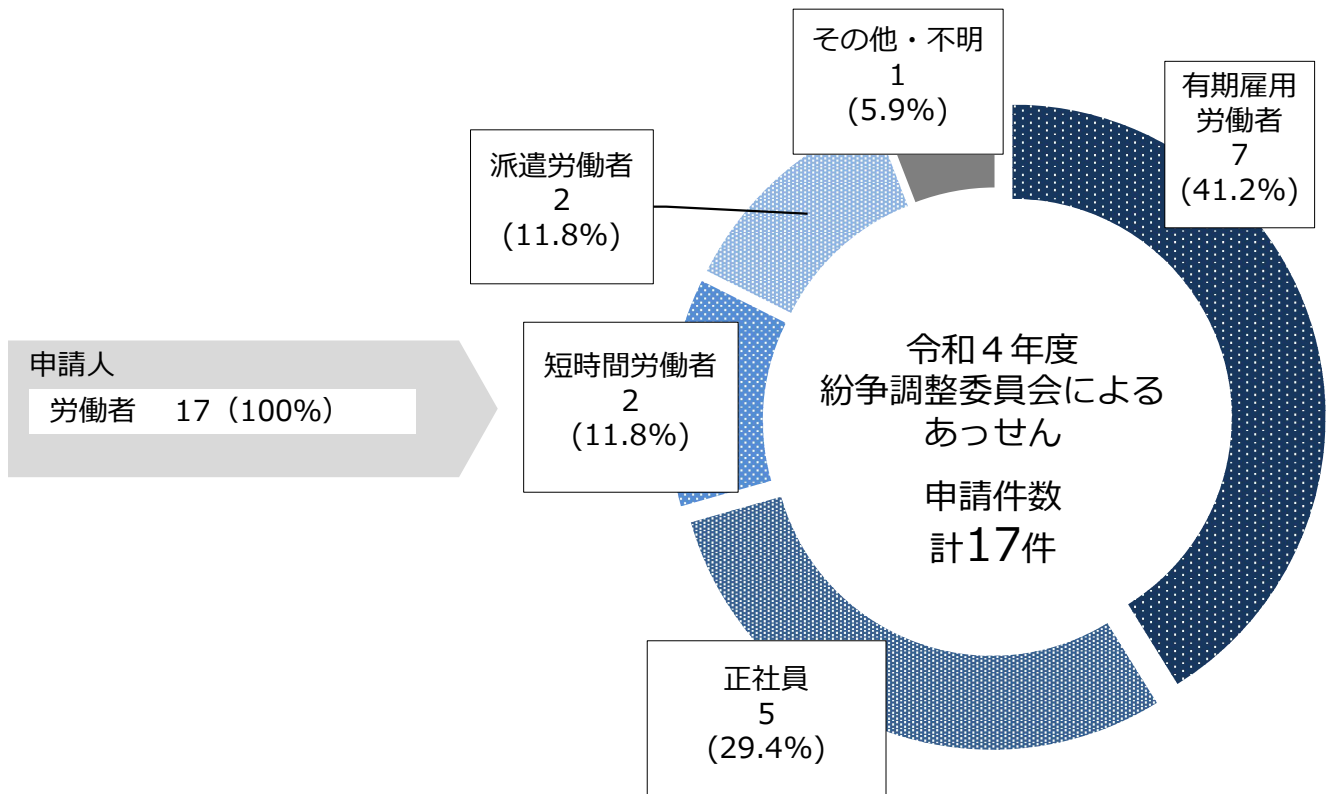 その他・不明
1
(5.9%)
有期雇用
労働者
7
(41.2%)
派遣労働者
2
(11.8%)
短時間労働者
2
(11.8%)
申請人
労働者　17（100%）
令和４年度
紛争調整委員会による
あっせん
申請件数
計17件
正社員
5
(29.4%)